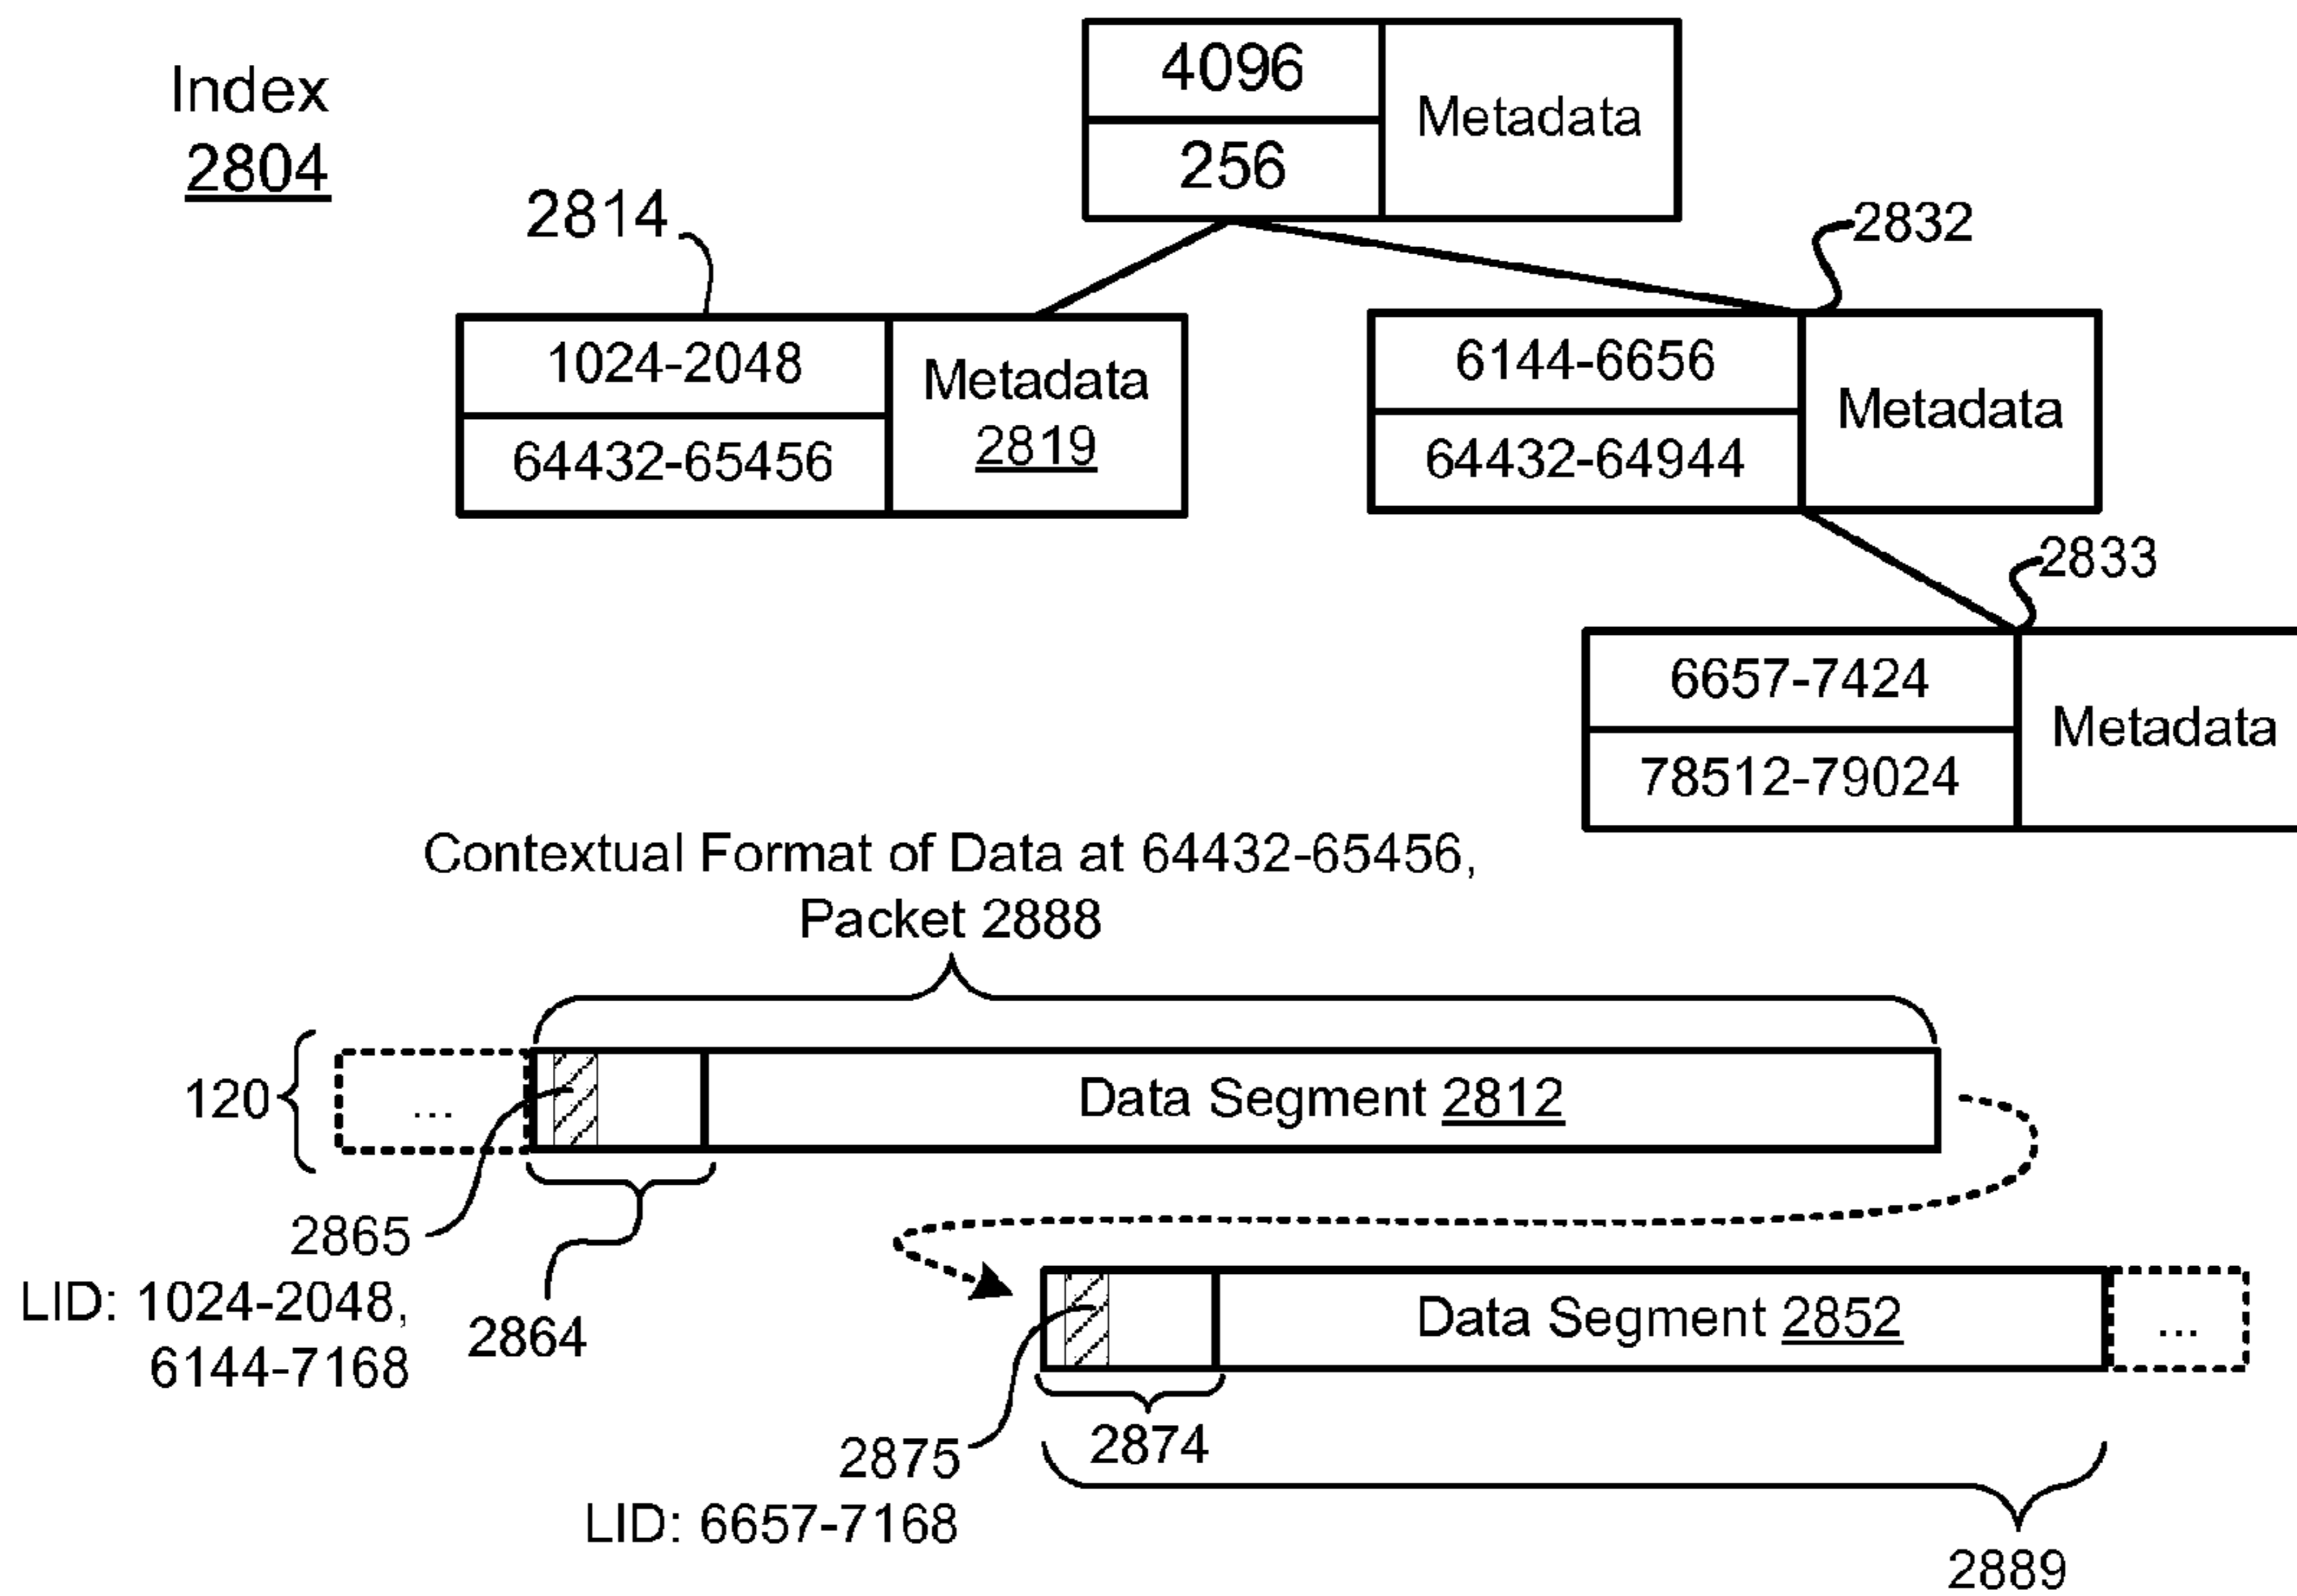 Index
2804
4096
256
Metadata
2814
2832
1024-2048
64432-65456
Metadata
2819
6144-6656
64432-64944
Metadata
2833
6657-7424
78512-79024
Metadata
Contextual Format of Data at 64432-65456,
Packet 2888
120
...
Data Segment 2812
2865
LID: 1024-2048,
6144-7168
2864
Data Segment 2852
...
2875
LID: 6657-7168
2874
2889